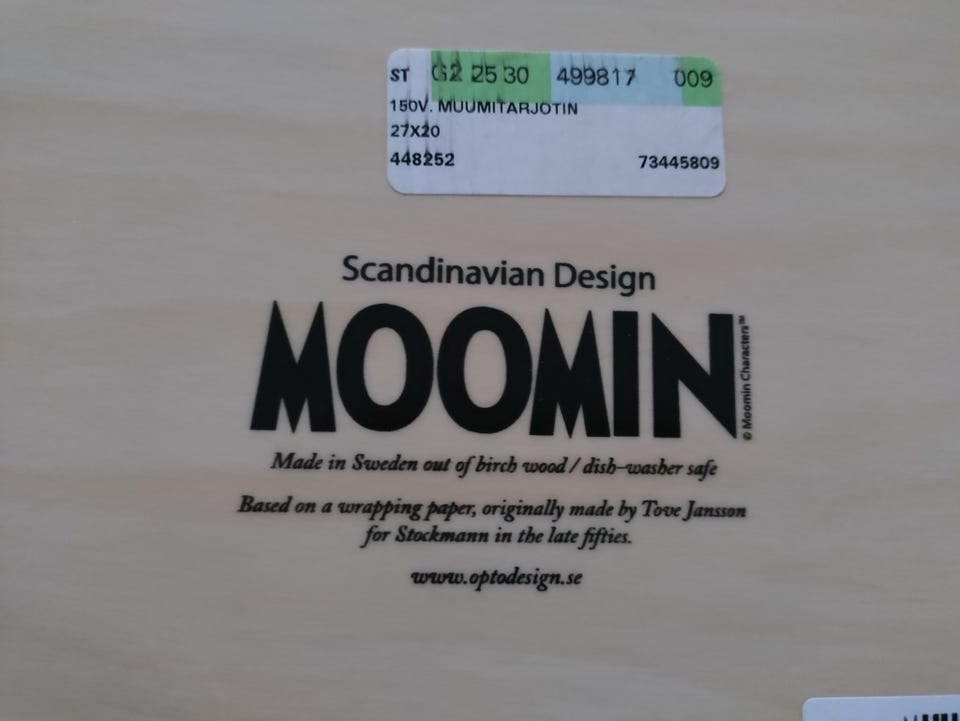 ST G2 25 30 499817 009
150V. MUUMITARJOTIN
27X20
448252 73445809
Scandinavian Design
MOOMIN
© Moomin Characters™
Made in Sweden out of birch wood / dish-washer safe
Based on a wrapping paper, originally made by Tove Jansson
for Stockmann in the late fifties.
www.optodesign.se